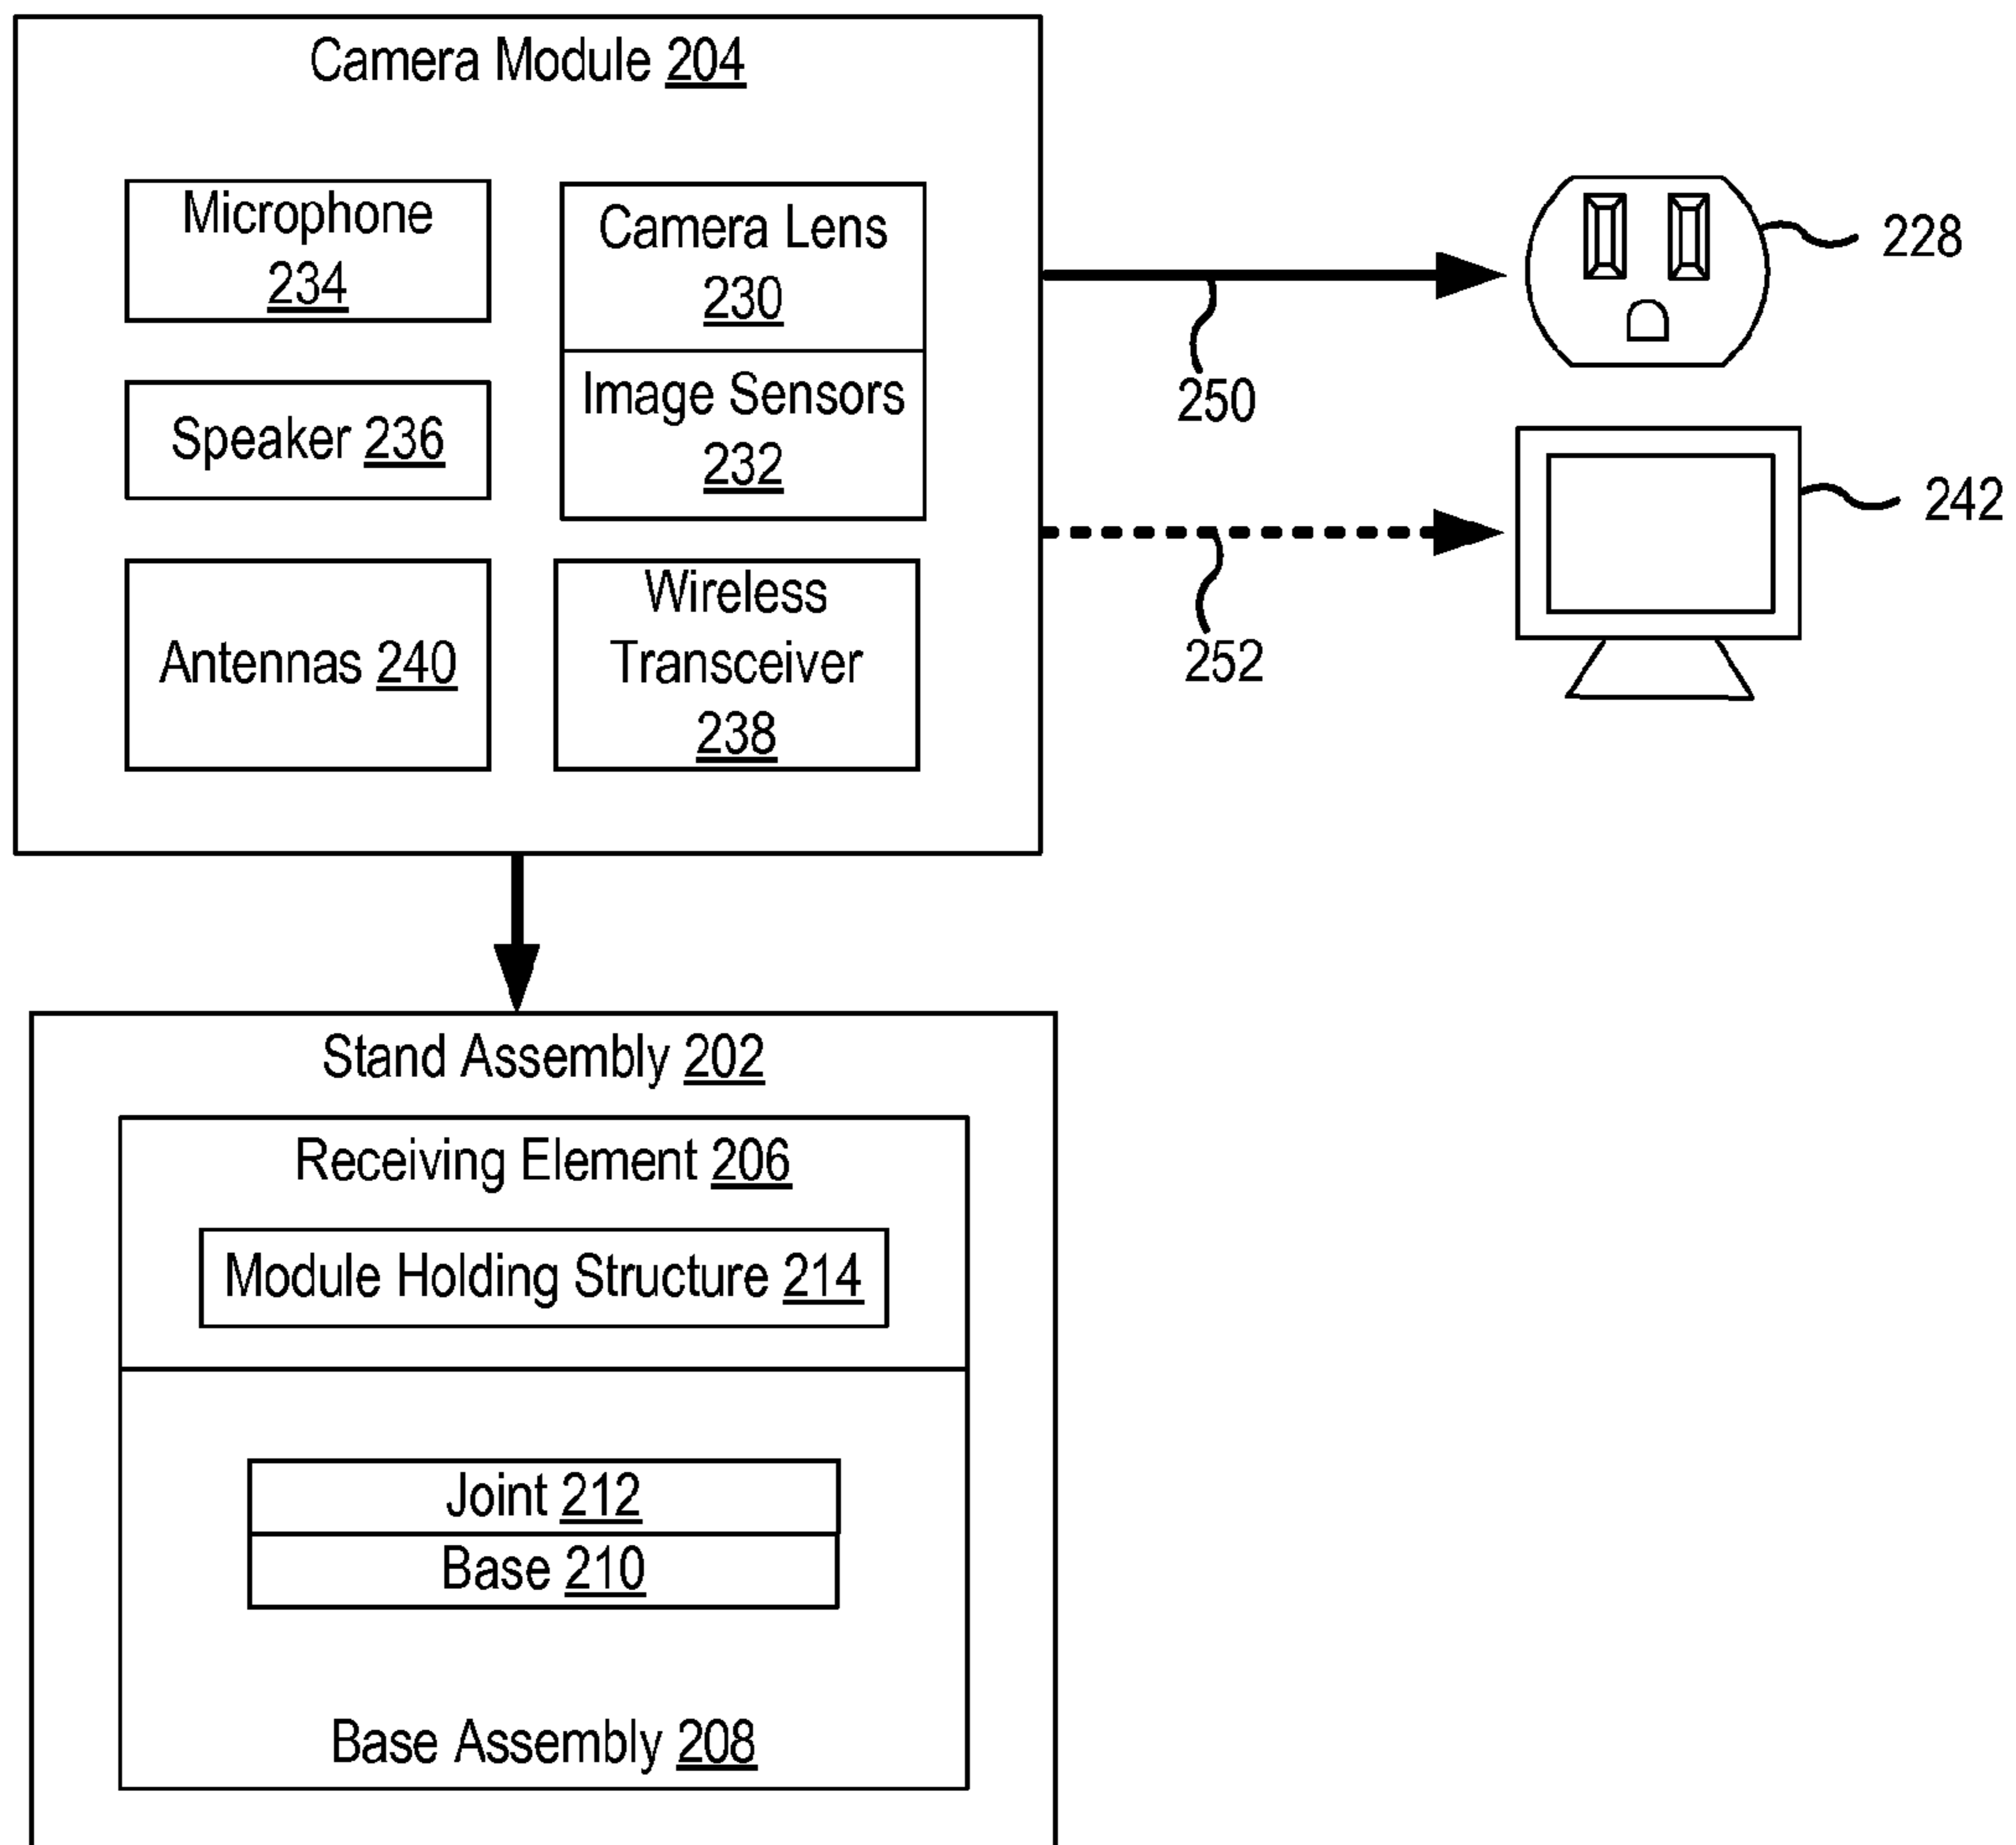 Camera Module 204
Microphone
234
Camera Lens
230
Image Sensors
232
Speaker 236
Antennas 240
Wireless
Transceiver
238
228
250
242
252
Stand Assembly 202
Receiving Element 206
Module Holding Structure 214
Joint 212
Base 210
Base Assembly 208